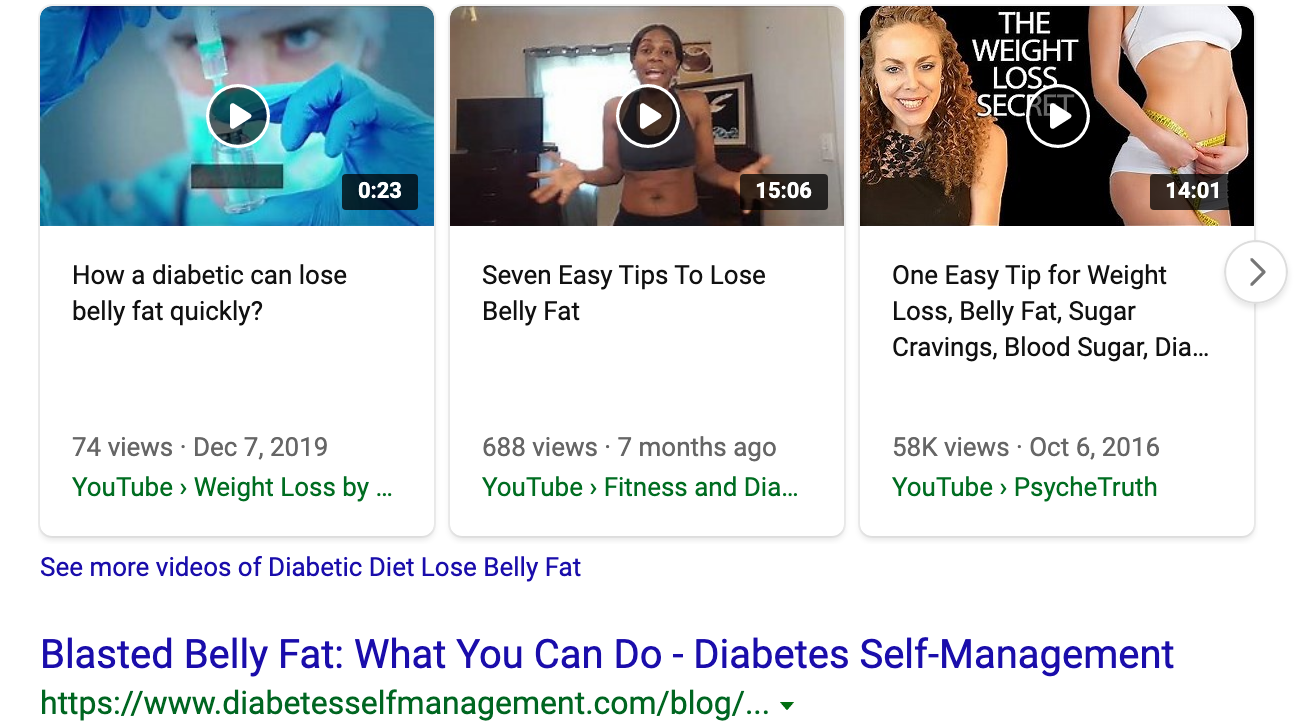 THE
WEIGHT
LOSS
SECRET
0:23
15:06
14:01
How a diabetic can lose
belly fat quickly?
Seven Easy Tips To Lose
Belly Fat
One Easy Tip for Weight
Loss, Belly Fat, Sugar
Cravings, Blood Sugar, Dia...
74 views · Dec 7, 2019
YouTube › Weight Loss by ...
688 views · 7 months ago
YouTube › Fitness and Dia...
58K views · Oct 6, 2016
YouTube › PsycheTruth
See more videos of Diabetic Diet Lose Belly Fat
Blasted Belly Fat: What You Can Do - Diabetes Self-Management
https://www.diabetesselfmanagement.com/blog/...